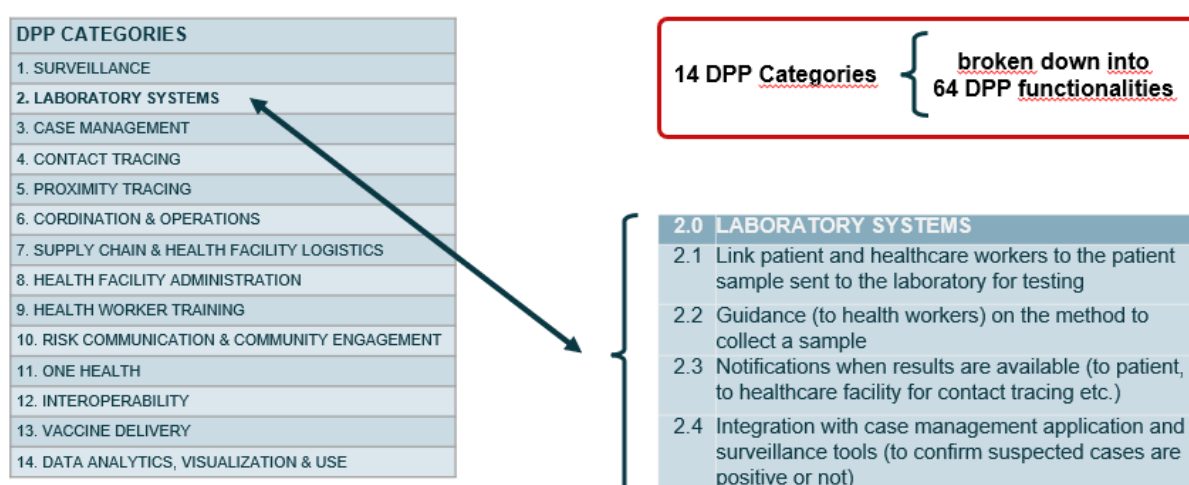 DPP CATEGORIES
1. SURVEILLANCE
2. LABORATORY SYSTEMS
3. CASE MANAGEMENT
4. CONTACT TRACING
5. PROXIMITY TRACING
6. CORDINATION & OPERATIONS
7. SUPPLY CHAIN & HEALTH FACILITY LOGISTICS
8. HEALTH FACILITY ADMINISTRATION
9. HEALTH WORKER TRAINING
10. RISK COMMUNICATION & COMMUNITY ENGAGEMENT
11. ONE HEALTH
12. INTEROPERABILITY
13. VACCINE DELIVERY
14. DATA ANALYTICS, VISUALIZATION & USE
14 DPP Categories
broken down into
64 DPP functionalities
2.0 LABORATORY SYSTEMS
2.1 Link patient and healthcare workers to the patient
sample sent to the laboratory for testing
2.2 Guidance (to health workers) on the method to
collect a sample
2.3 Notifications when results are available (to patient,
to healthcare facility for contact tracing etc.)
2.4 Integration with case management application and
surveillance tools (to confirm suspected cases are
positive or not)